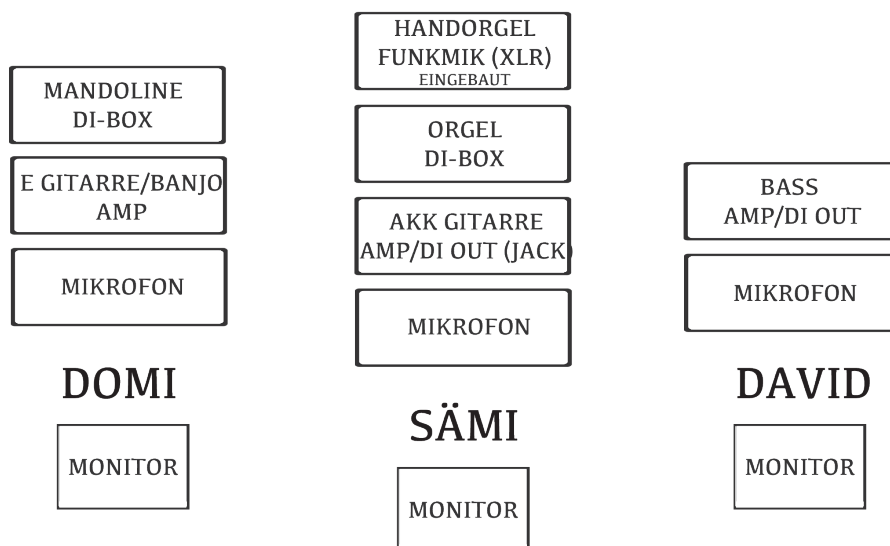 MANDOLINE
DI-BOX
E GITARRE/BANJO
AMP
MIKROFON
DOMI
MONITOR
HANDORGEL
FUNKMIK (XLR)
EINGEBAUT
ORGEL
DI-BOX
AKK GITARRE
AMP/DI OUT (JACK)
MIKROFON
SÄMI
MONITOR
BASS
AMP/DI OUT
MIKROFON
DAVID
MONITOR